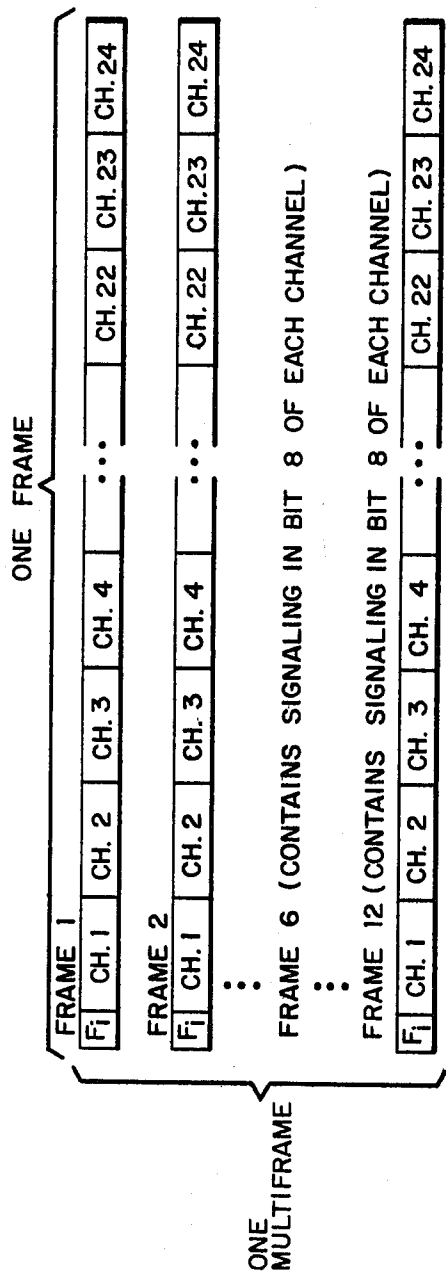 ONE FRAME
FRAME 1
Fi CH. 1 CH. 2 CH. 3 CH. 4 ••• CH. 22 CH. 23 CH. 24
FRAME 2
Fi CH. 1 CH. 2 CH. 3 CH. 4 ••• CH. 22 CH. 23 CH. 24
•••
FRAME 6 (CONTAINS SIGNALING IN BIT 8 OF EACH CHANNEL)
•••
FRAME 12 (CONTAINS SIGNALING IN BIT 8 OF EACH CHANNEL)
Fi CH. 1 CH. 2 CH. 3 CH. 4 ••• CH. 22 CH. 23 CH. 24
ONE
MULTIFRAME